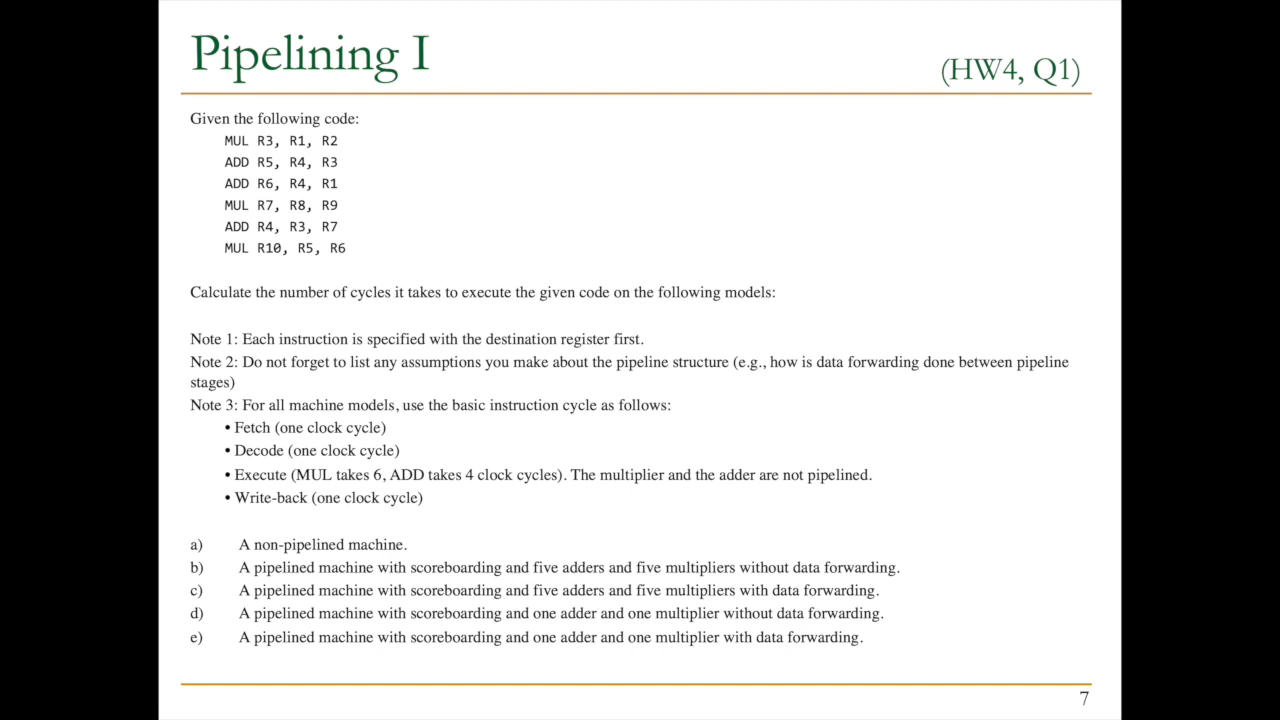 Pipelining I
(HW4, Q1)
Given the following code:
MUL R3, R1, R2
ADD R5, R4, R3
ADD R6, R4, R1
MUL R7, R8, R9
ADD R4, R3, R7
MUL R10, R5, R6
Calculate the number of cycles it takes to execute the given code on the following models:
Note 1: Each instruction is specified with the destination register first.
Note 2: Do not forget to list any assumptions you make about the pipeline structure (e.g., how is data forwarding done between pipeline
stages)
Note 3: For all machine models, use the basic instruction cycle as follows:
• Fetch (one clock cycle)
• Decode (one clock cycle)
• Execute (MUL takes 6, ADD takes 4 clock cycles). The multiplier and the adder are not pipelined.
• Write-back (one clock cycle)
a) A non-pipelined machine.
b) A pipelined machine with scoreboarding and five adders and five multipliers without data forwarding.
c) A pipelined machine with scoreboarding and five adders and five multipliers with data forwarding.
d) A pipelined machine with scoreboarding and one adder and one multiplier without data forwarding.
e) A pipelined machine with scoreboarding and one adder and one multiplier with data forwarding.
7